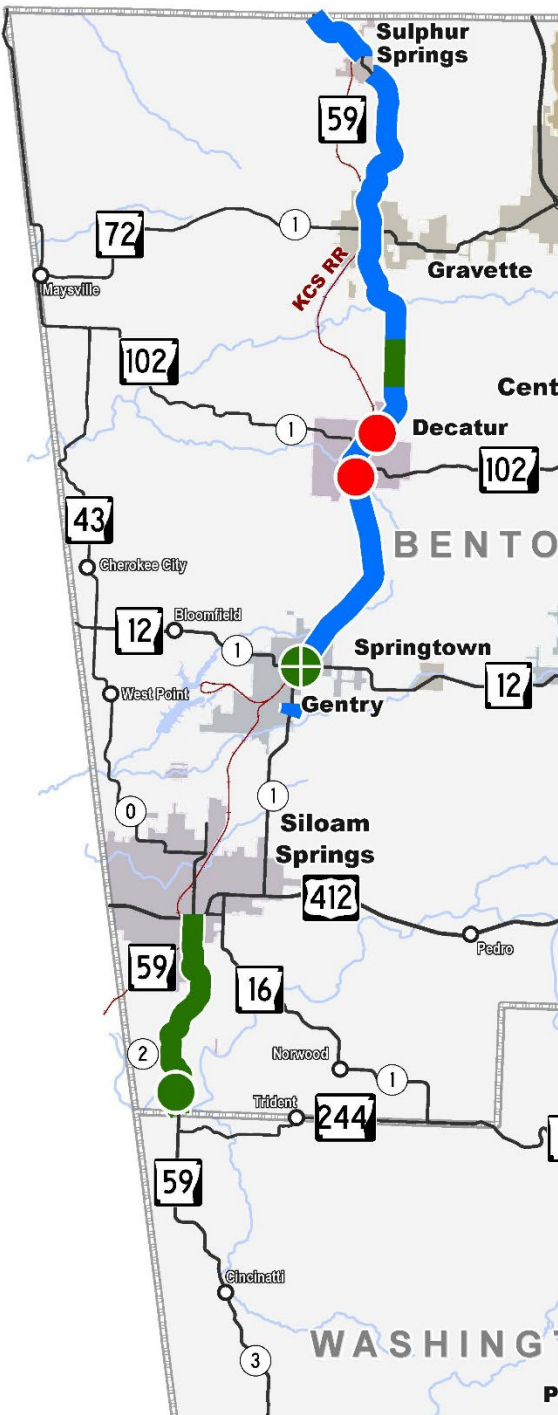 Sulphur
Springs
59
72
1
KCS RR
Gravette
Maysville
102
Cent
1
Decatur
102
43
BENTO
Cherokee City
12
Bloomfield
1
Springtown
12
West Point
Gentry
0
1
Siloam
Springs
412
59
Pedro
16
2
Norwood
1
Trident
244
59
Cincinatti
WASHINGT
3
P